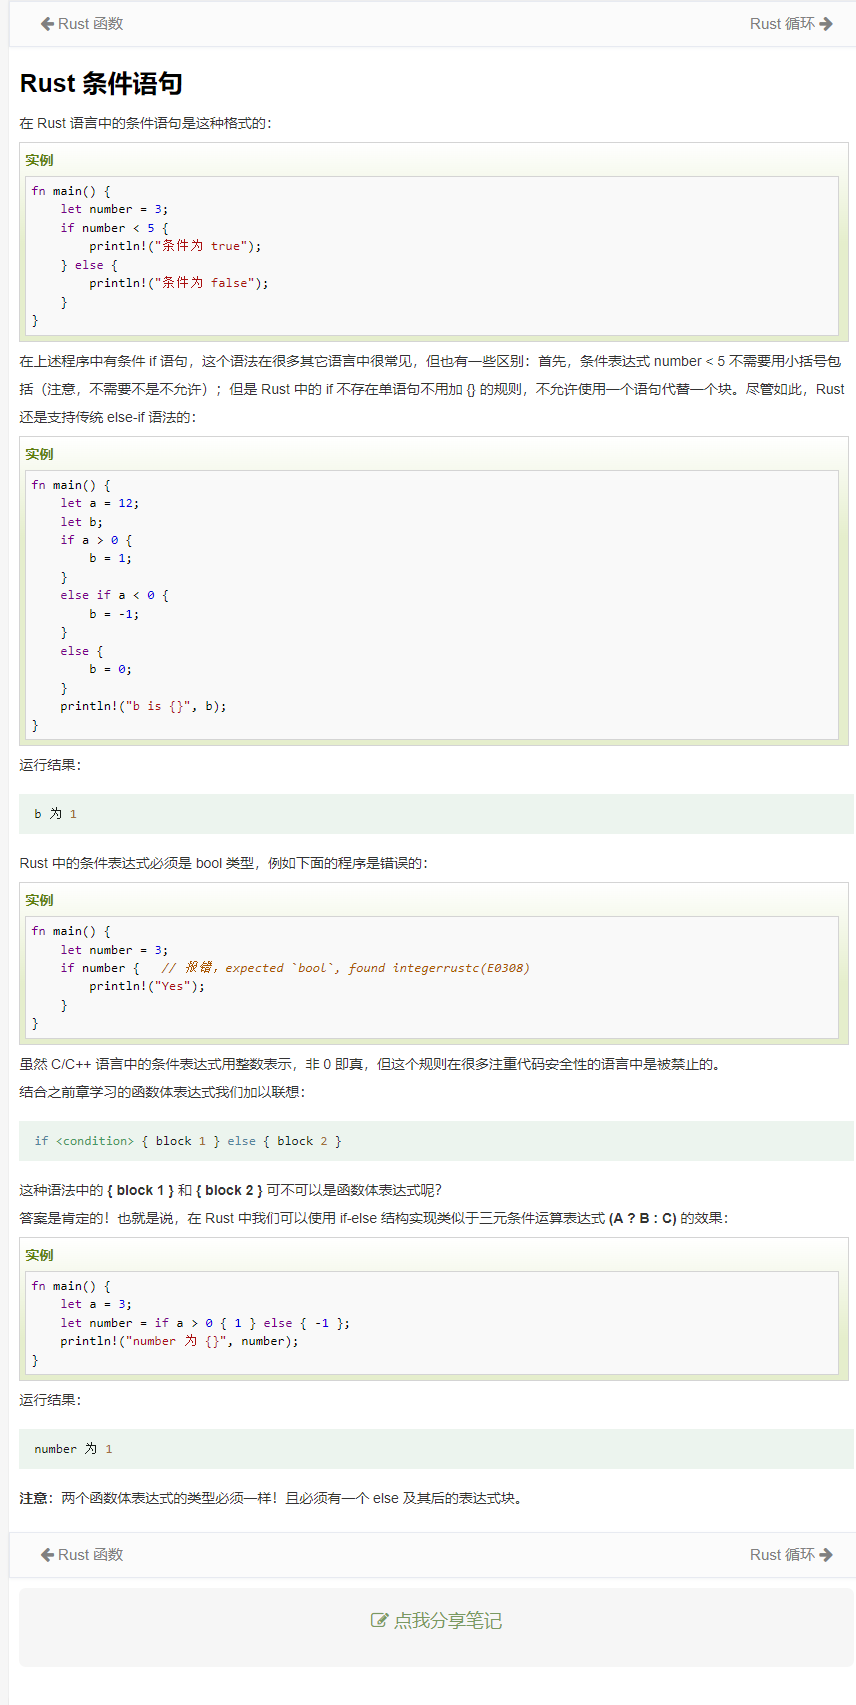 Rust 函数
Rust 循环
Rust 条件语句
在 Rust 语言中的条件语句是这种格式的：
实例
fn main() {
    let number = 3;
    if number < 5 {
        println!("条件为 true");
    } else {
        println!("条件为 false");
    }
}
在上述程序中有条件 if 语句，这个语法在很多其它语言中很常见，但也有一些区别：首先，条件表达式 number < 5 不需要用小括号包
括（注意，不需要不是不允许）；但是 Rust 中的 if 不存在单语句不用加 {} 的规则，不允许使用一个语句代替一个块。尽管如此，Rust
还是支持传统 else-if 语法的：
实例
fn main() {
    let a = 12;
    let b;
    if a > 0 {
        b = 1;
    }
    else if a < 0 {
        b = -1;
    }
    else {
        b = 0;
    }
    println!("b is {}", b);
}
运行结果：
b 为 1
Rust 中的条件表达式必须是 bool 类型，例如下面的程序是错误的：
实例
fn main() {
    let number = 3;
    if number {   // 报错，expected `bool`, found integerrustc(E0308)
        println!("Yes");
    }
}
虽然 C/C++ 语言中的条件表达式用整数表示，非 0 即真，但这个规则在很多注重代码安全性的语言中是被禁止的。
结合之前章学习的函数体表达式我们加以联想：
if <condition> { block 1 } else { block 2 }
这种语法中的 { block 1 } 和 { block 2 } 可不可以是函数体表达式呢？
答案是肯定的！也就是说，在 Rust 中我们可以使用 if-else 结构实现类似于三元条件运算表达式 (A ? B : C) 的效果：
实例
fn main() {
    let a = 3;
    let number = if a > 0 { 1 } else { -1 };
    println!("number 为 {}", number);
}
运行结果：
number 为 1
注意：两个函数体表达式的类型必须一样！且必须有一个 else 及其后的表达式块。
Rust 函数
Rust 循环
点我分享笔记